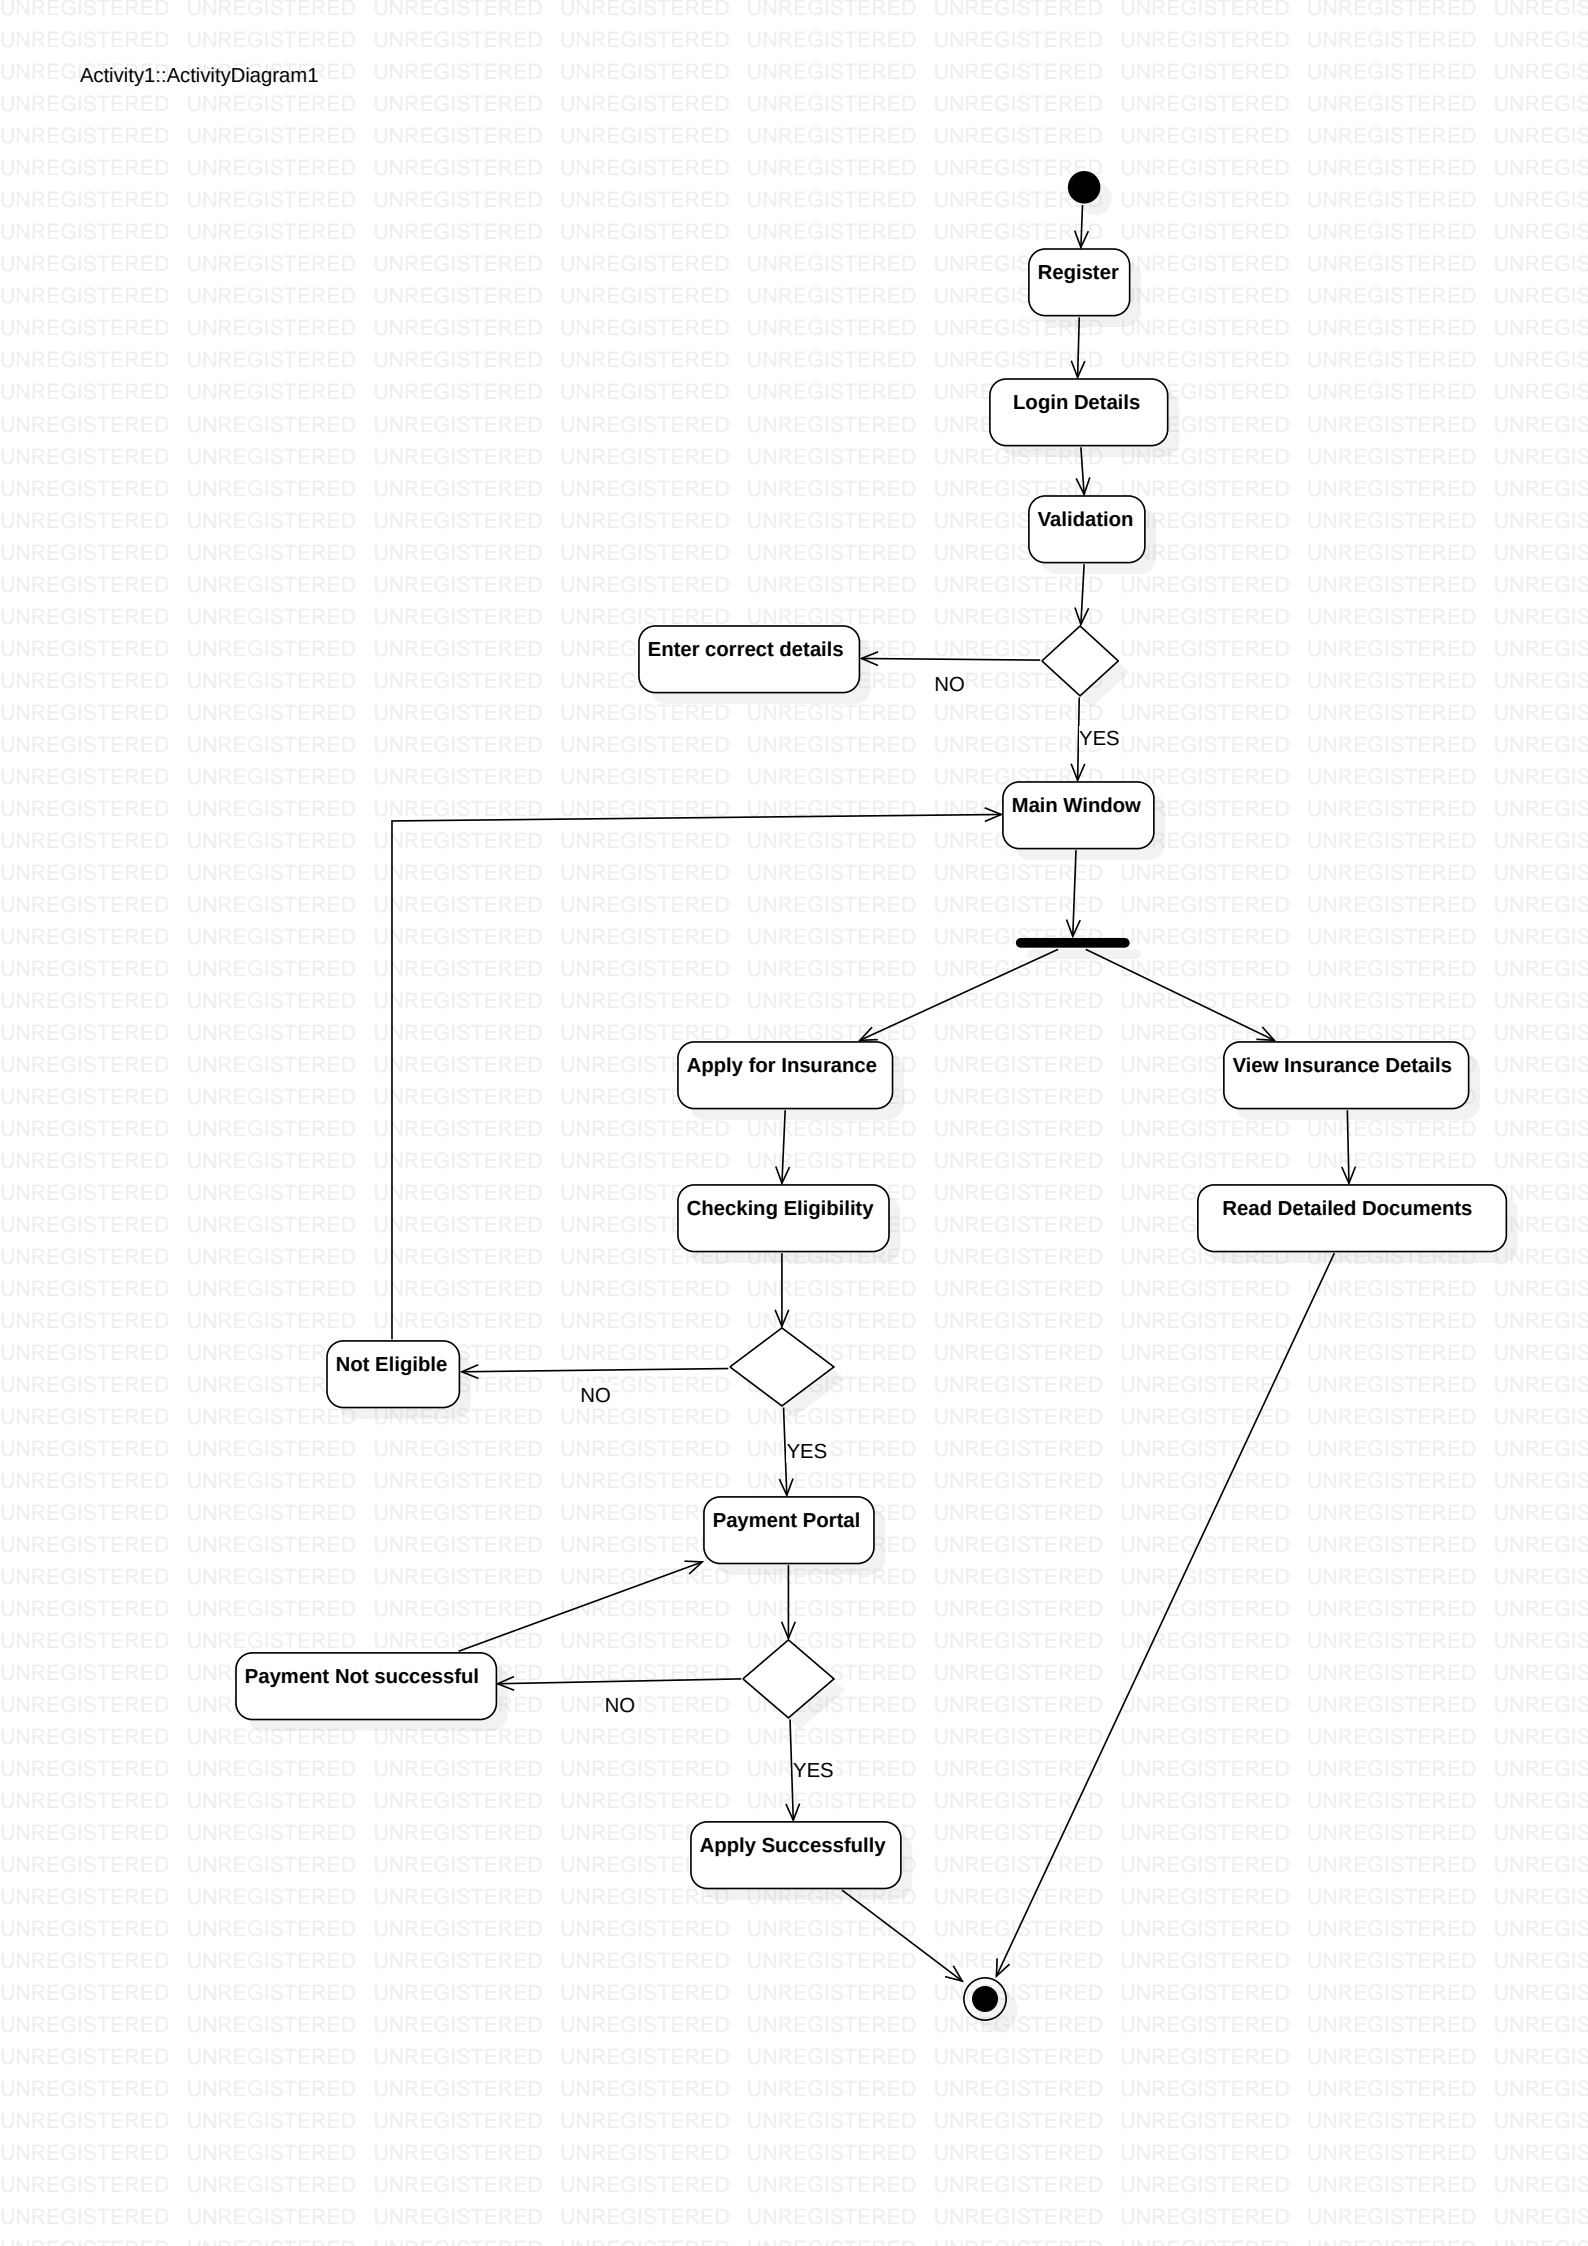 Activity1::ActivityDiagram1
Register
Login Details
Validation
Enter correct details
NO
YES
Main Window
Apply for Insurance
View Insurance Details
Checking Eligibility
Read Detailed Documents
Not Eligible
NO
YES
Payment Portal
Payment Not successful
NO
YES
Apply Successfully
UNREGISTERED